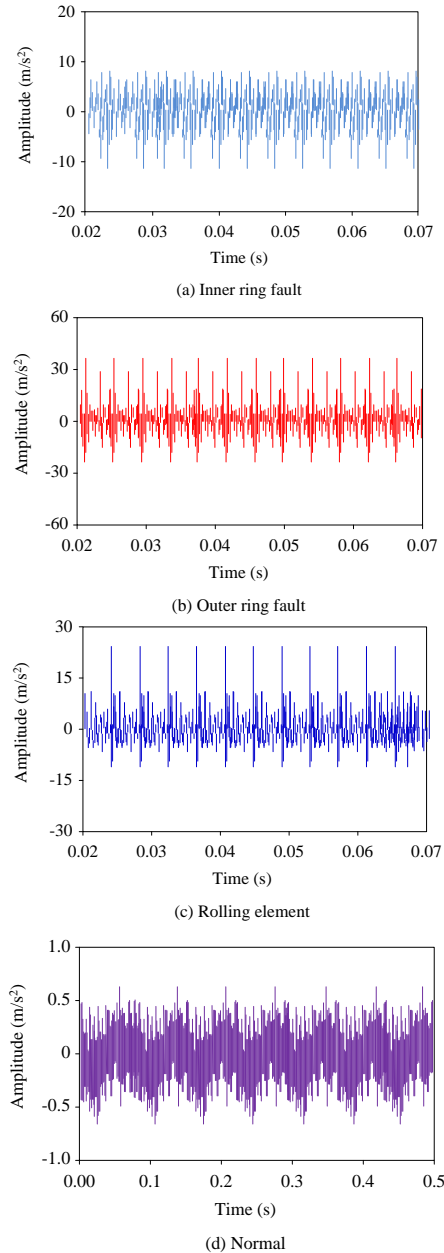 20
10
0
-10
-20
Amplitude (m/s²)
0.02 0.03 0.04 0.05 0.06 0.07
Time (s)
(a) Inner ring fault
60
30
0
-30
-60
Amplitude (m/s²)
0.02 0.03 0.04 0.05 0.06 0.07
Time (s)
(b) Outer ring fault
30
15
0
-15
-30
Amplitude (m/s²)
0.02 0.03 0.04 0.05 0.06 0.07
Time (s)
(c) Rolling element
1.0
0.5
0
-0.5
-1.0
Amplitude (m/s²)
0.00 0.1 0.2 0.3 0.4 0.5
Time (s)
(d) Normal